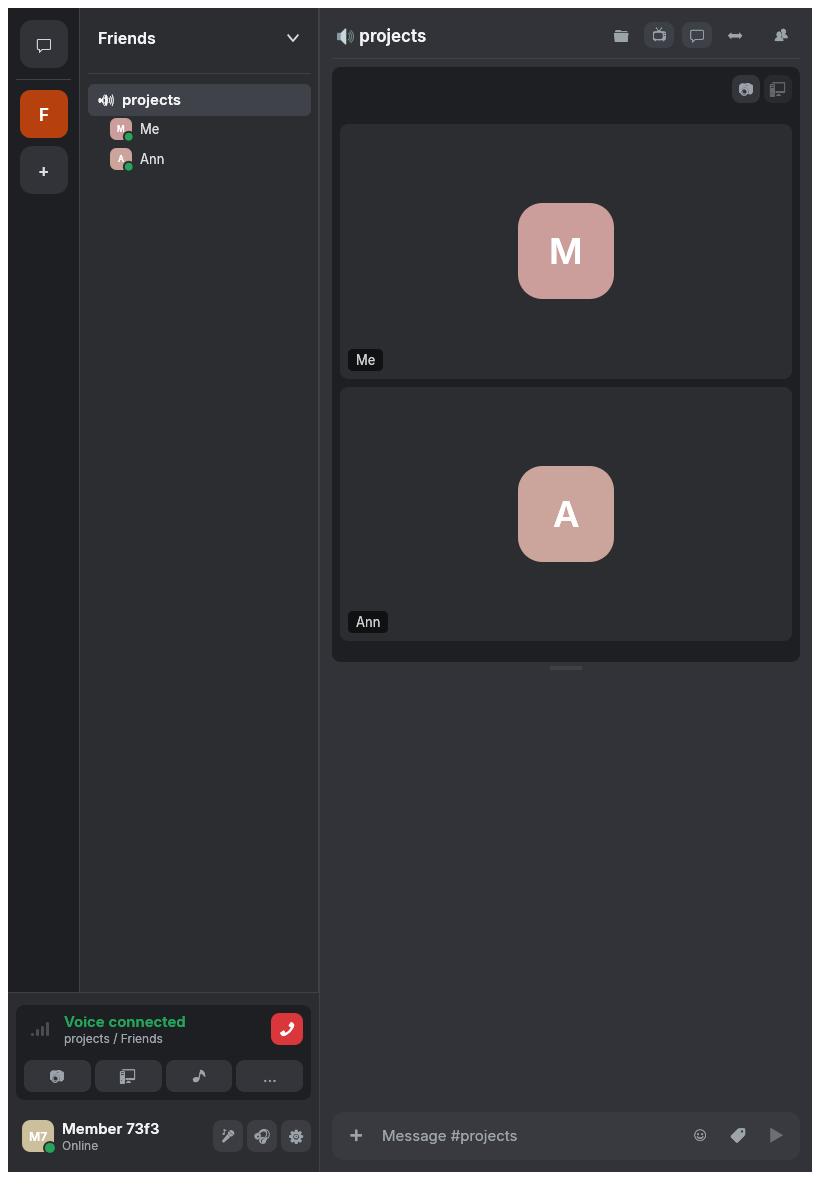 Friends
F
+
projects
M
Me
A
Ann
projects
M
Me
A
Ann
Voice connected
projects / Friends
...
M7
Member 73f3
Online
+
Message #projects